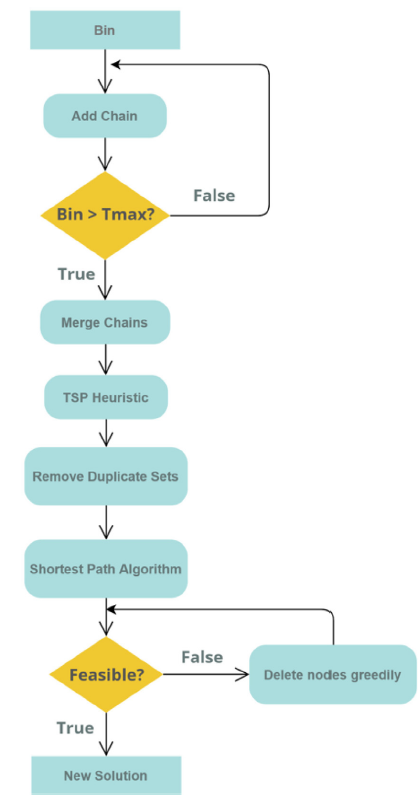 Bin
Add Chain
Bin > Tmax?
False
True
Merge Chains
TSP Heuristic
Remove Duplicate Sets
Shortest Path Algorithm
Feasible?
False
Delete nodes greedily
True
New Solution